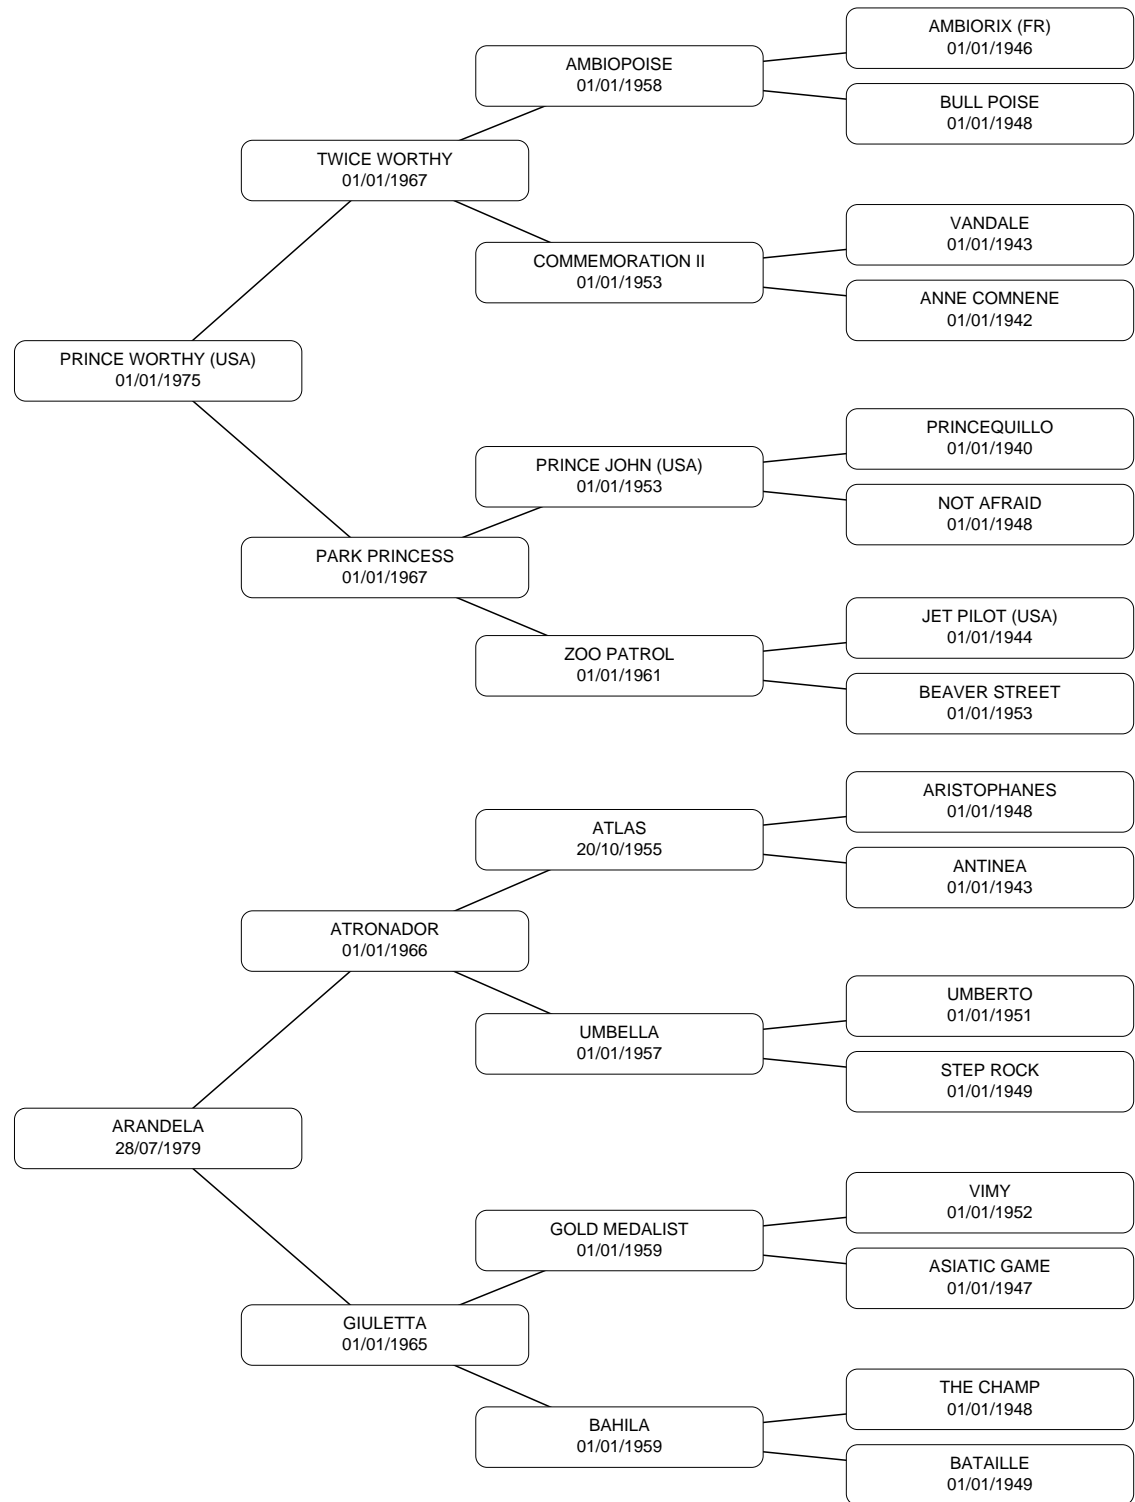 AMBIORIX (FR)
01/01/1946
AMBIOPOISE
01/01/1958
BULL POISE
01/01/1948
TWICE WORTHY
01/01/1967
VANDALE
01/01/1943
COMMEMORATION II
01/01/1953
ANNE COMNENE
01/01/1942
PRINCE WORTHY (USA)
01/01/1975
PRINCEQUILLO
01/01/1940
PRINCE JOHN (USA)
01/01/1953
NOT AFRAID
01/01/1948
PARK PRINCESS
01/01/1967
JET PILOT (USA)
01/01/1944
ZOO PATROL
01/01/1961
BEAVER STREET
01/01/1953
ARISTOPHANES
01/01/1948
ATLAS
20/10/1955
ANTINEA
01/01/1943
ATRONADOR
01/01/1966
UMBERTO
01/01/1951
UMBELLA
01/01/1957
STEP ROCK
01/01/1949
ARANDELA
28/07/1979
VIMY
01/01/1952
GOLD MEDALIST
01/01/1959
ASIATIC GAME
01/01/1947
GIULETTA
01/01/1965
THE CHAMP
01/01/1948
BAHILA
01/01/1959
BATAILLE
01/01/1949